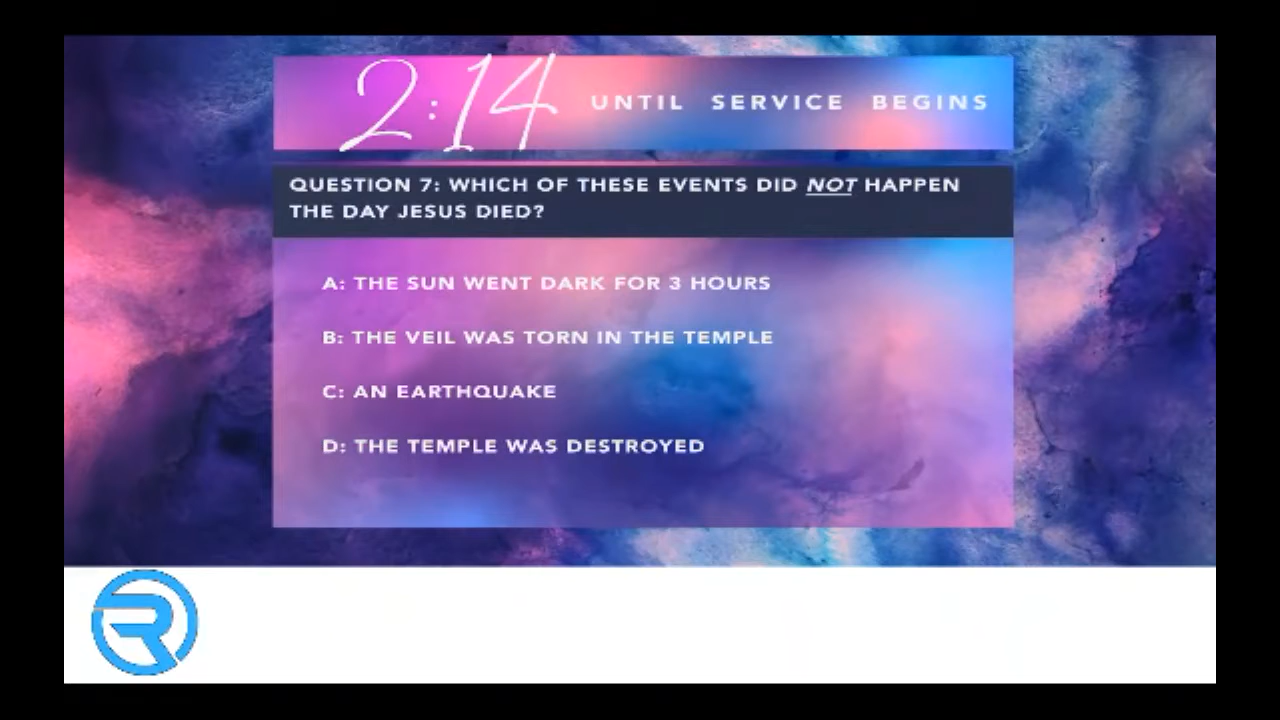 2:14 UNTIL SERVICE BEGINS
QUESTION 7: WHICH OF THESE EVENTS DID NOT HAPPEN
THE DAY JESUS DIED?
A: THE SUN WENT DARK FOR 3 HOURS
B: THE VEIL WAS TORN IN THE TEMPLE
C: AN EARTHQUAKE
D: THE TEMPLE WAS DESTROYED
R